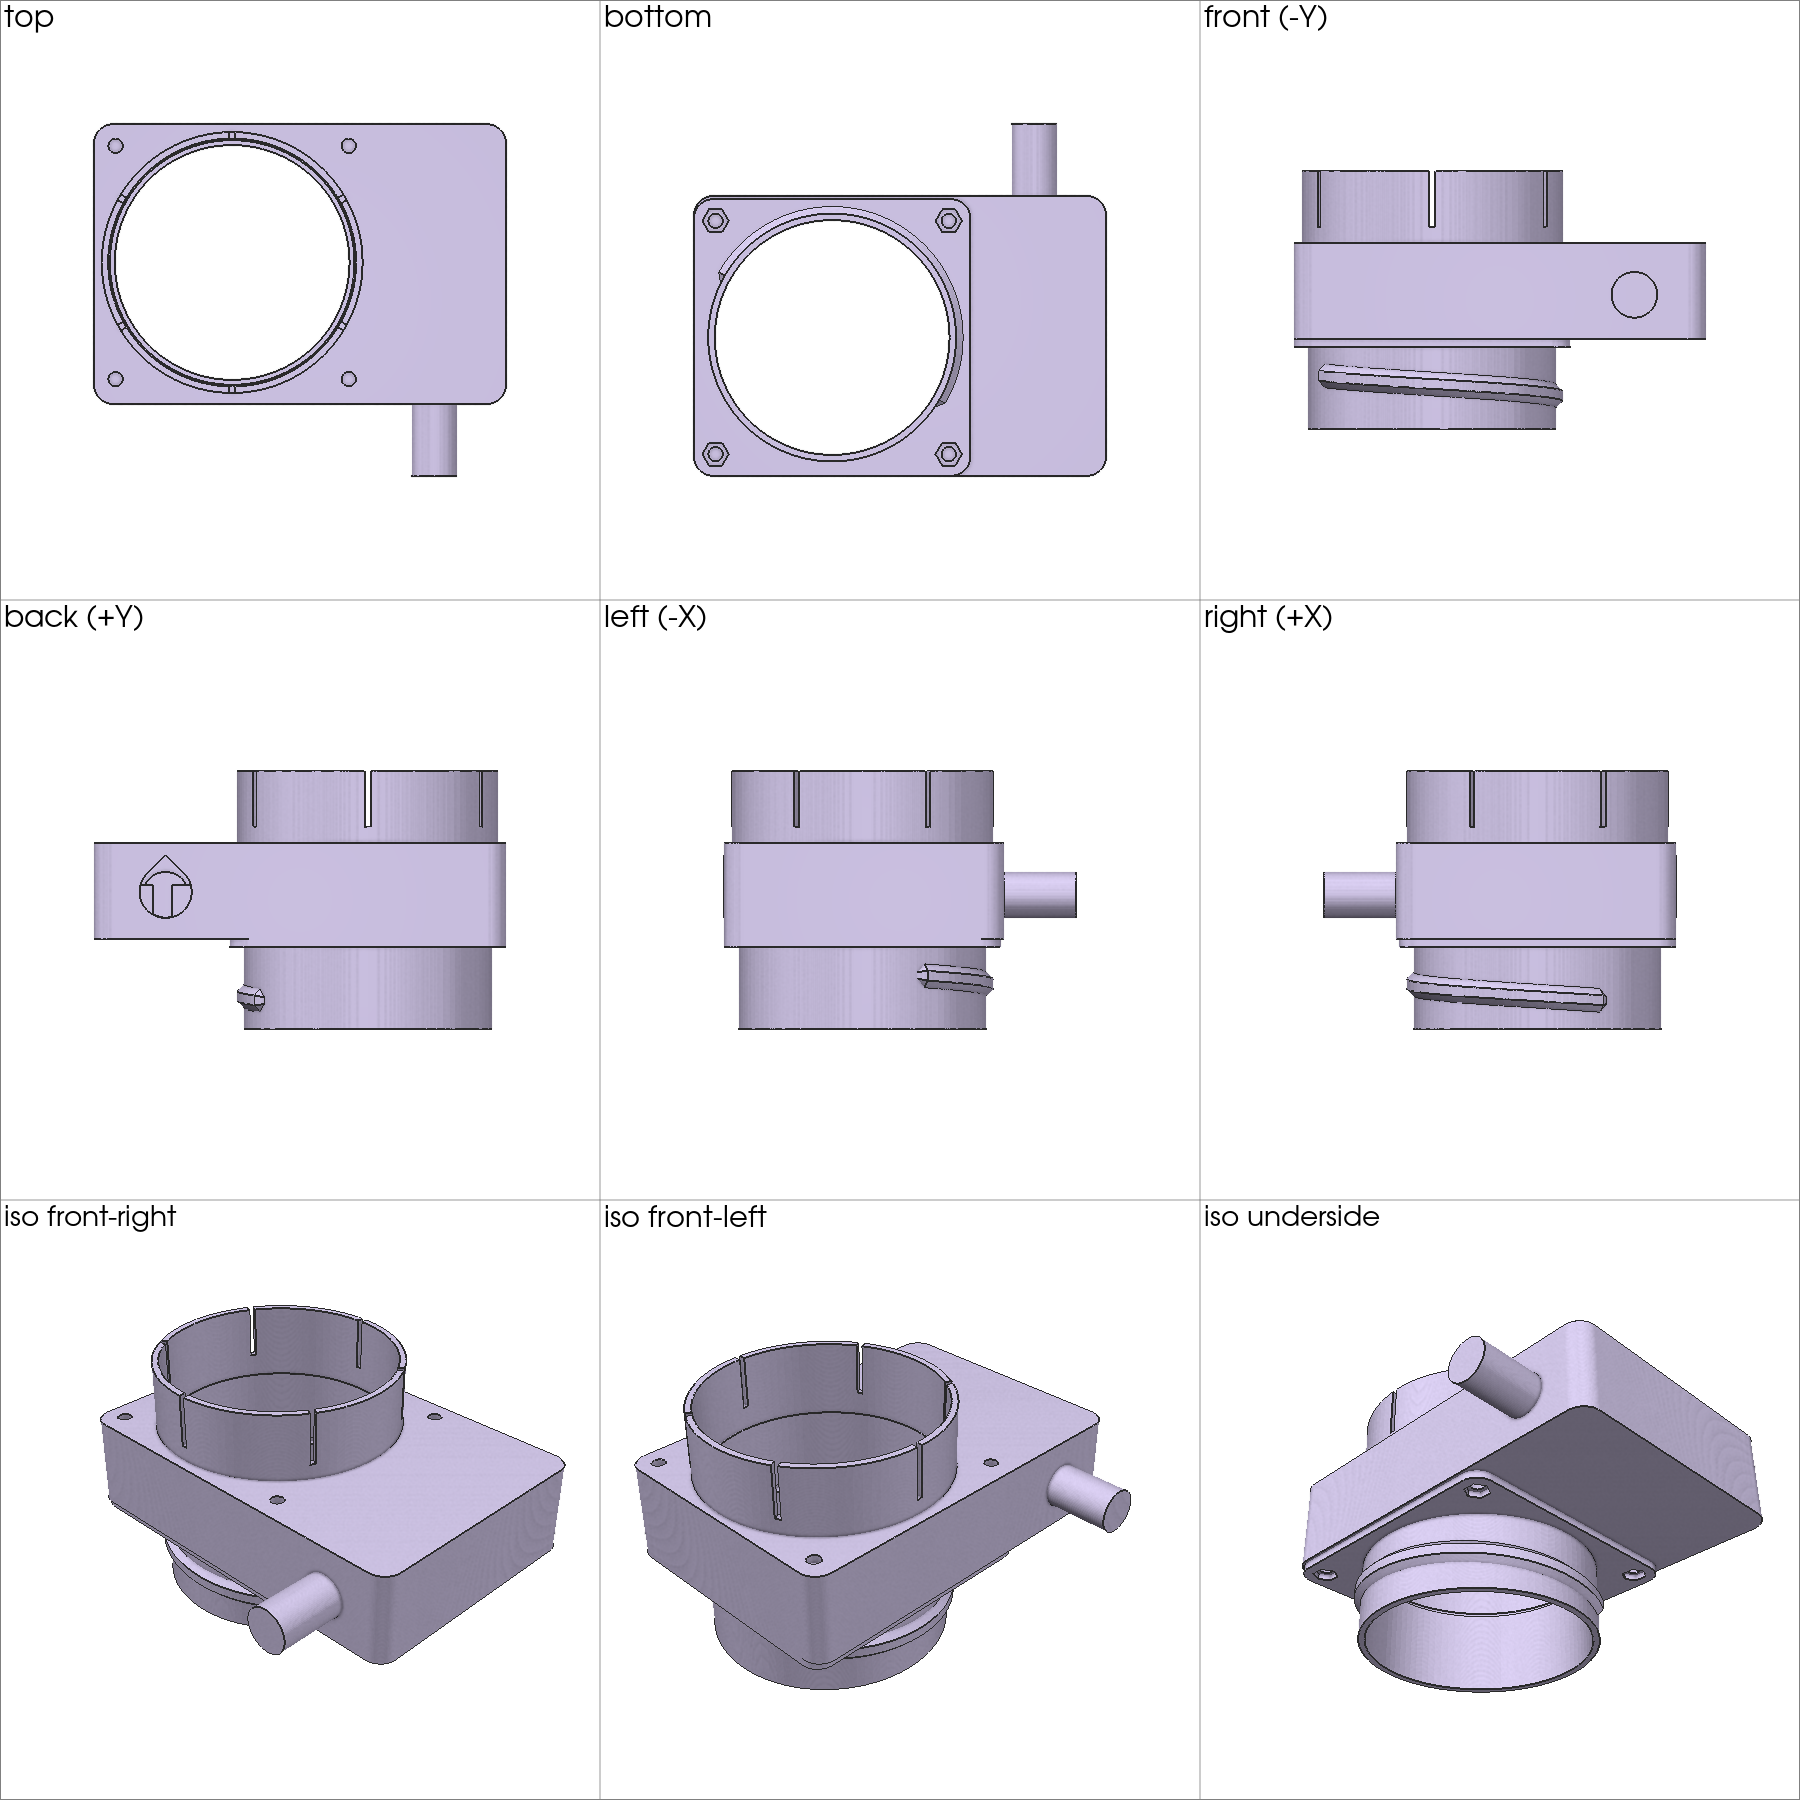 top
bottom
front (-Y)
back (+Y)
left (-X)
right (+X)
iso front-right
iso front-left
iso underside